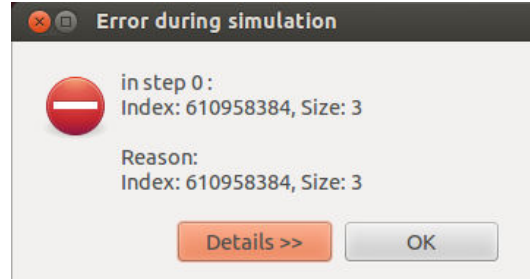 Error during simulation
in step 0 :
Index: 610958384, Size: 3
Reason:
Index: 610958384, Size: 3
Details >>
OK